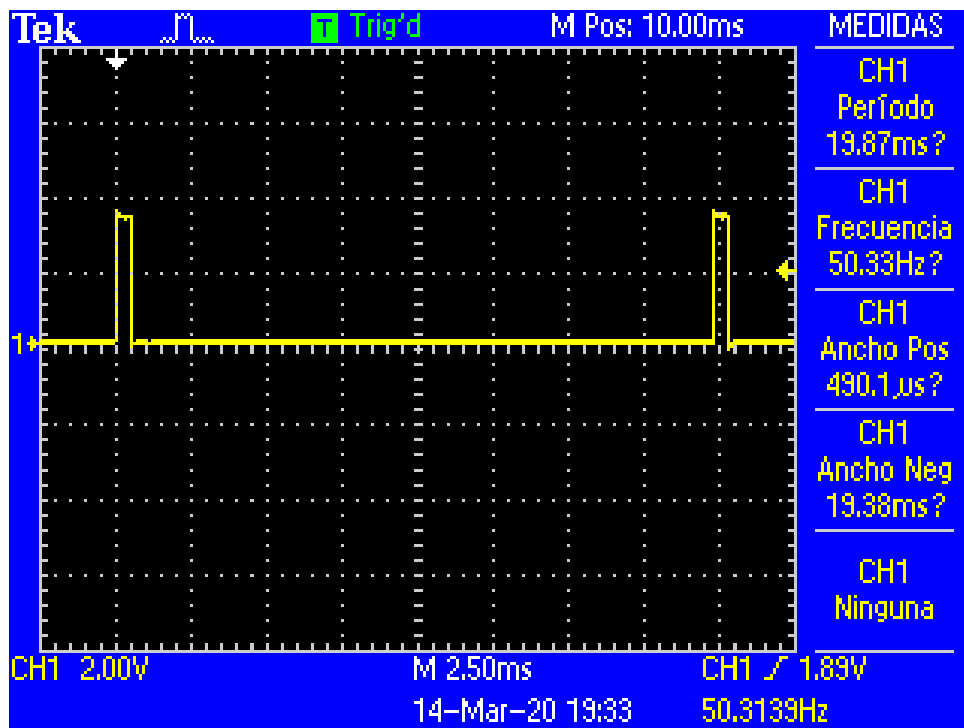 Tek T Trig'd M Pos: 10.00ms MEDIDAS
CH1
Período
19.87ms?
CH1
Frecuencia
50.33Hz?
CH1
Ancho Pos
490.1µs?
CH1
Ancho Neg
19.38ms?
CH1
Ninguna
1
CH1 2.00V M 2.50ms CH1 1.89V
14-Mar-20 19:33 50.3139Hz